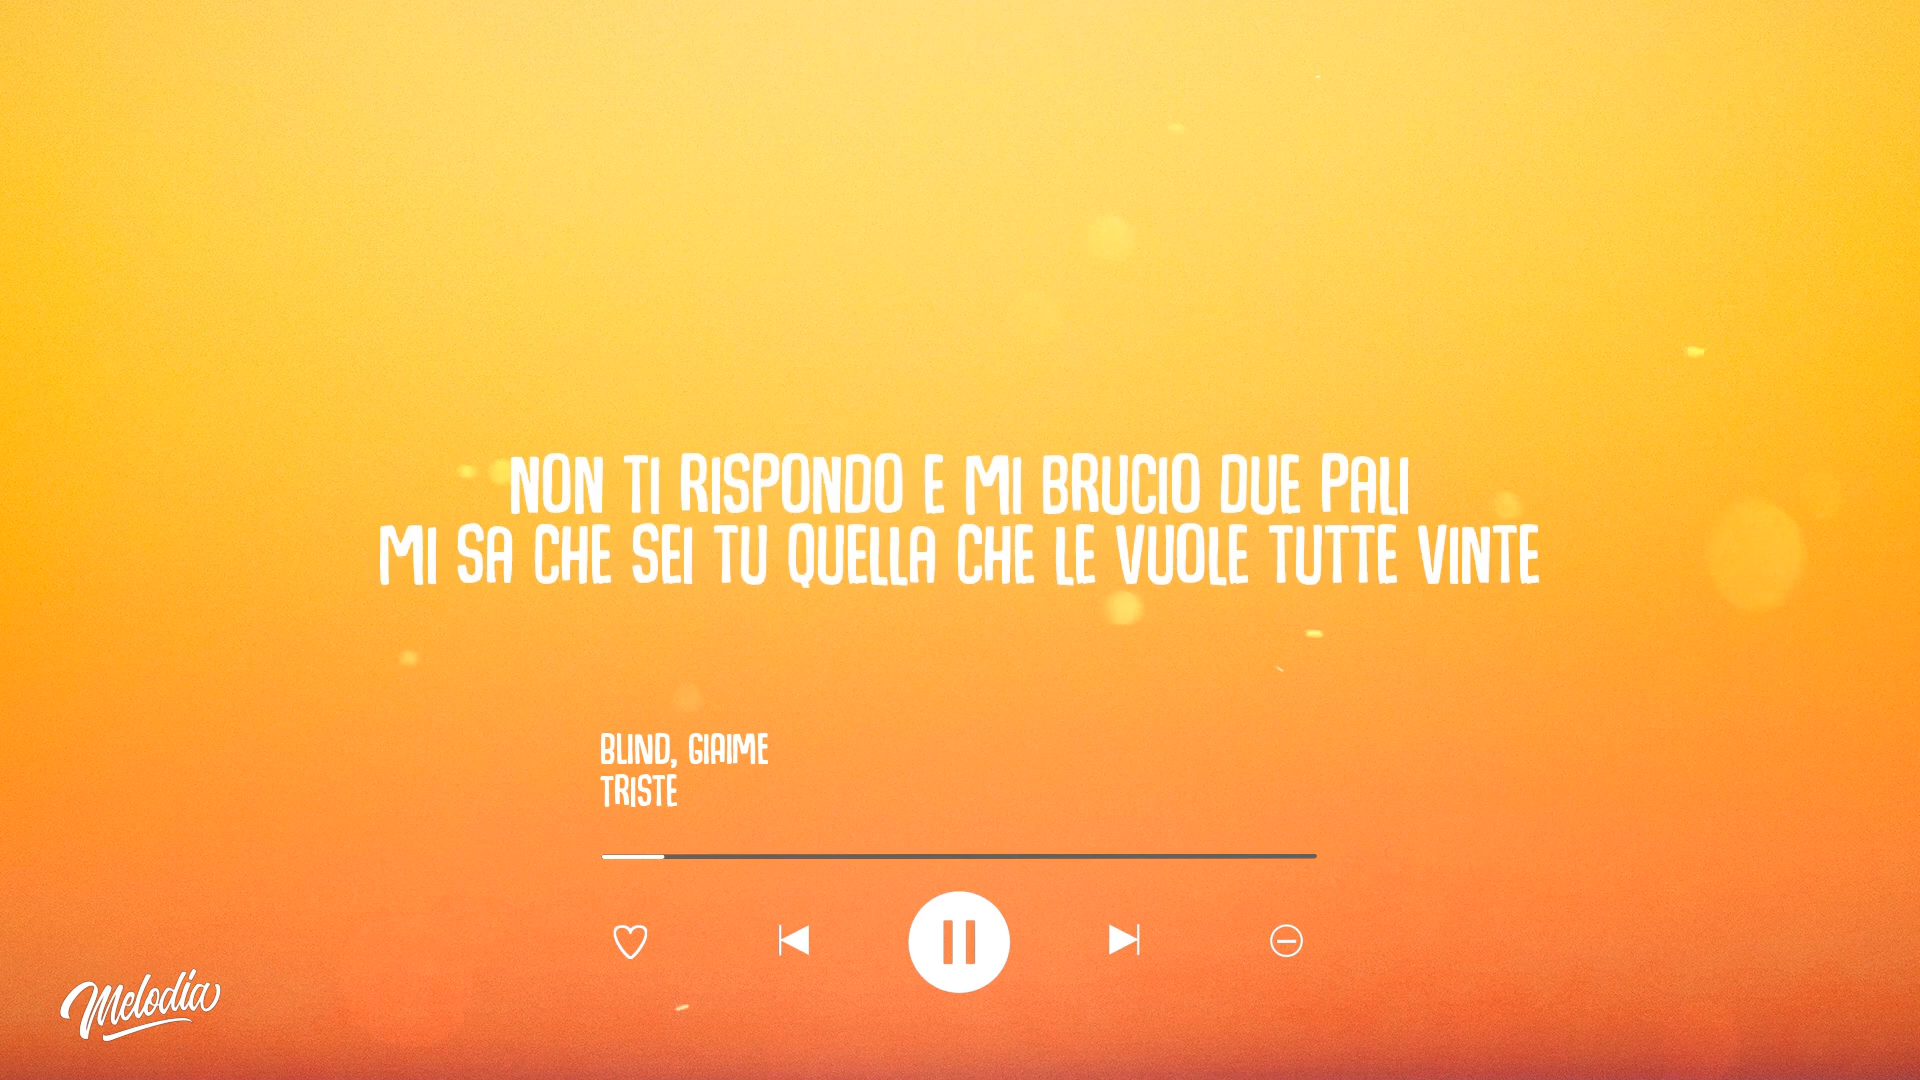 NON TI RISPONDO E MI BRUCIO DUE PALI
MI SA CHE SEI TU QUELLA CHE LE VUOLE TUTTE VINTE
BLIND, GIAIME
TRISTE
Melodia